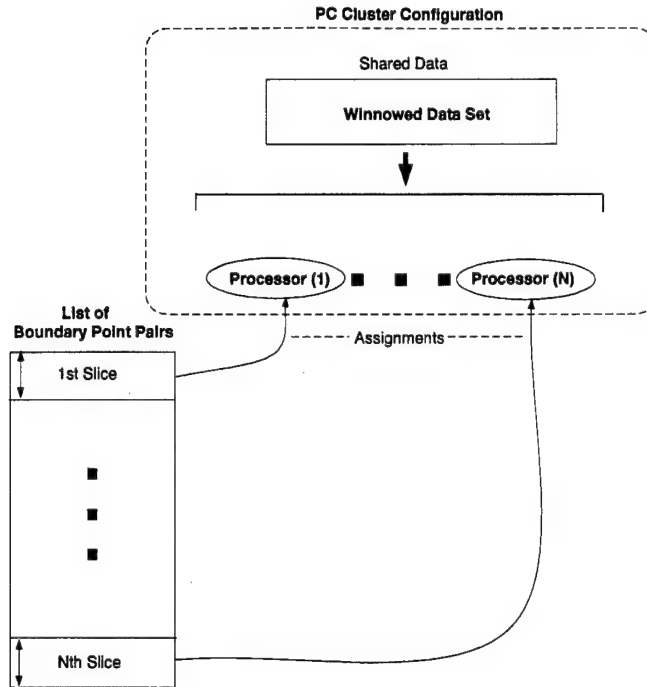 PC Cluster Configuration
Shared Data
Winnowed Data Set
Processor (1)
Processor (N)
List of
Boundary Point Pairs
Assignments
1st Slice
Nth Slice